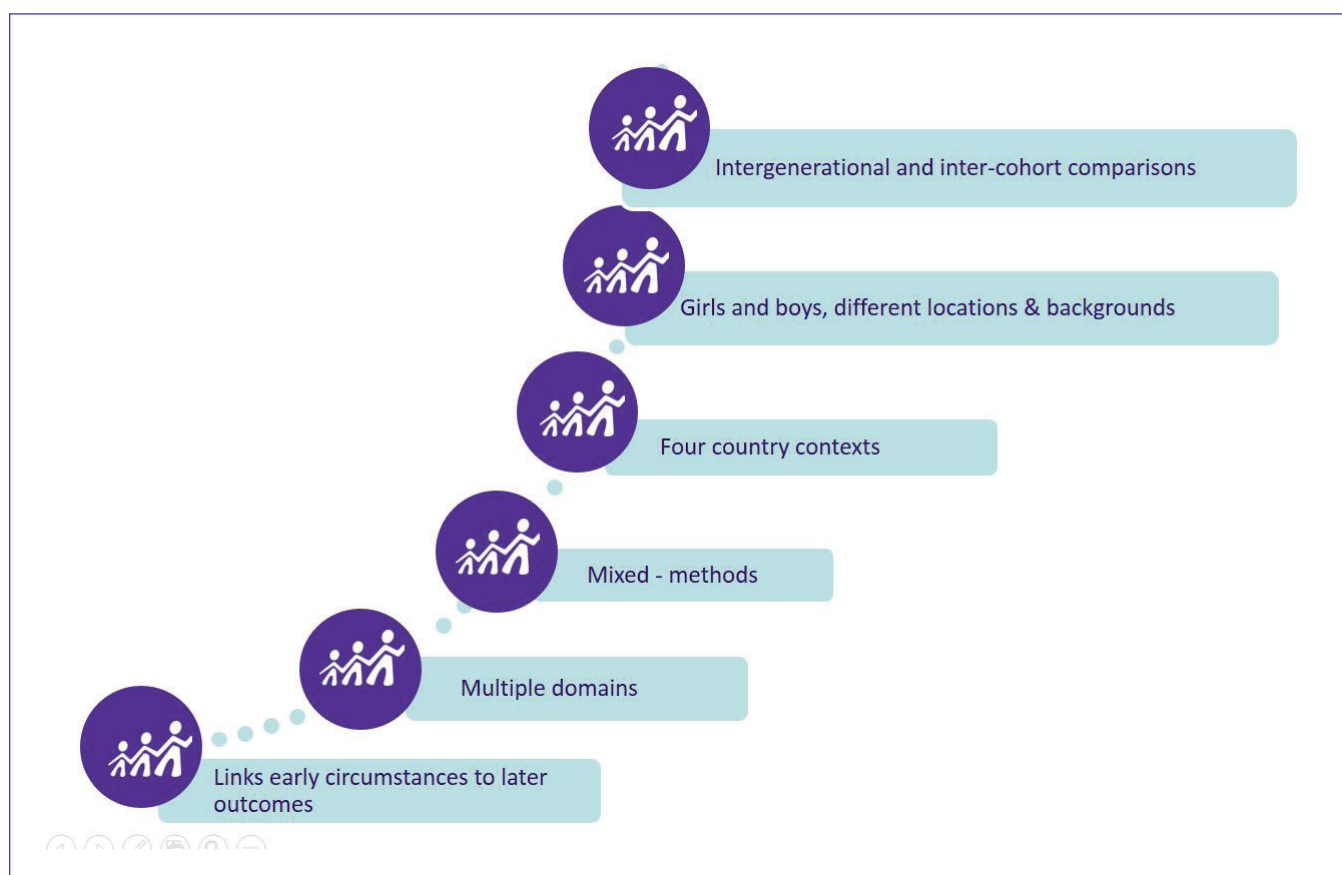 Intergenerational and inter-cohort comparisons
Girls and boys, different locations & backgrounds
Four country contexts
Mixed - methods
Multiple domains
Links early circumstances to later
outcomes